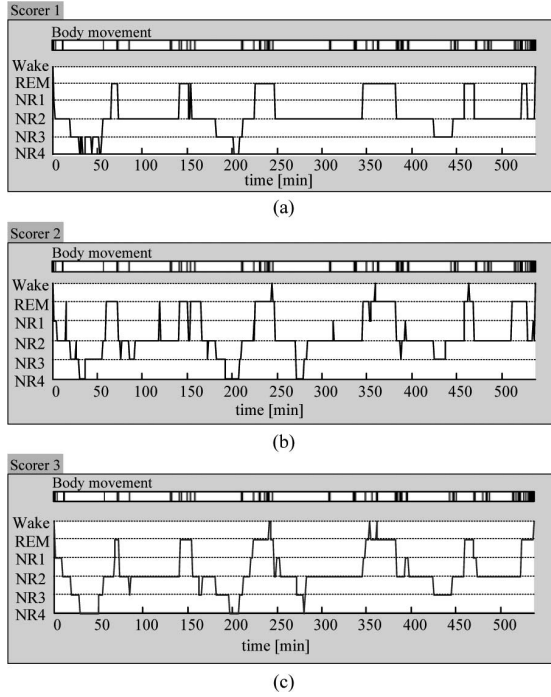 Scorer 1
Body movement
Wake
REM
NR1
NR2
NR3
NR4
0 50 100 150 200 250 300 350 400 450 500
time [min]
(a)
Scorer 2
Body movement
Wake
REM
NR1
NR2
NR3
NR4
0 50 100 150 200 250 300 350 400 450 500
time [min]
(b)
Scorer 3
Body movement
Wake
REM
NR1
NR2
NR3
NR4
0 50 100 150 200 250 300 350 400 450 500
time [min]
(c)